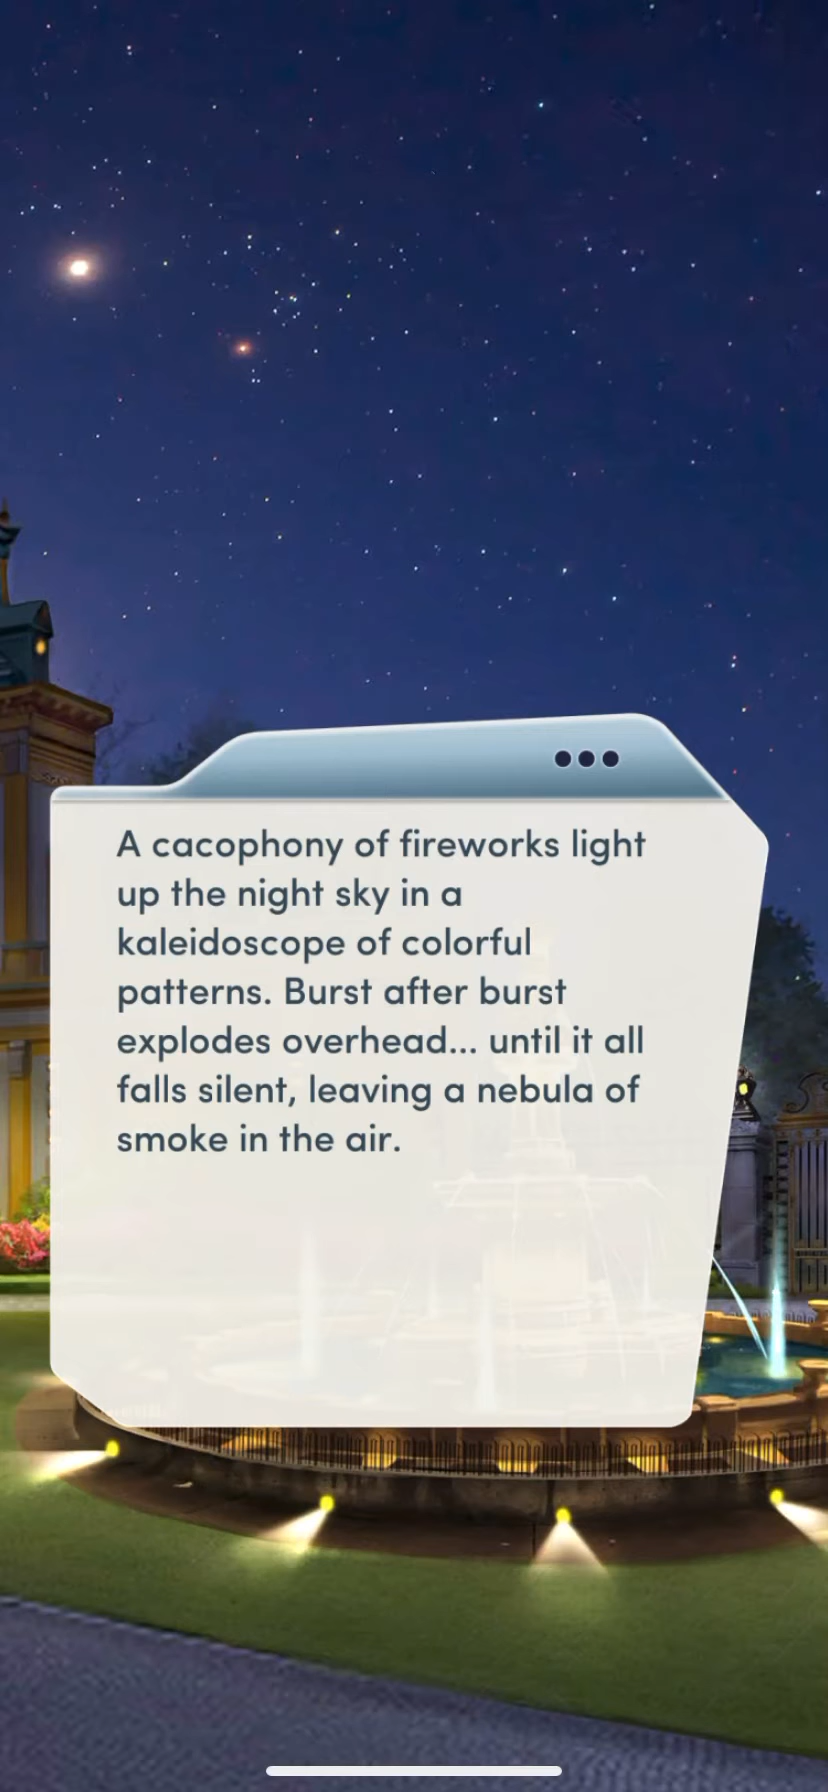 A cacophony of fireworks light
up the night sky in a
kaleidoscope of colorful
patterns. Burst after burst
explodes overhead... until it all
falls silent, leaving a nebula of
smoke in the air.